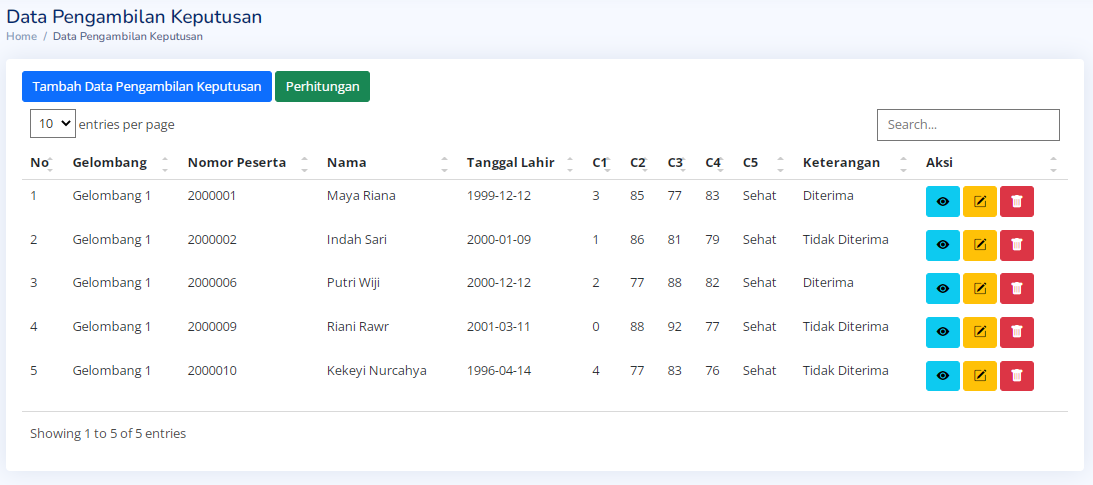 Data Pengambilan Keputusan
Home / Data Pengambilan Keputusan
Tambah Data Pengambilan Keputusan Perhitungan
10 entries per page Search...
No Gelombang Nomor Peserta Nama Tanggal Lahir C1 C2 C3 C4 C5 Keterangan Aksi
1 Gelombang 1 2000001 Maya Riana 1999-12-12 3 85 77 83 Sehat Diterima
2 Gelombang 1 2000002 Indah Sari 2000-01-09 1 86 81 79 Sehat Tidak Diterima
3 Gelombang 1 2000006 Putri Wiji 2000-12-12 2 77 88 82 Sehat Diterima
4 Gelombang 1 2000009 Riani Rawr 2001-03-11 0 88 92 77 Sehat Tidak Diterima
5 Gelombang 1 2000010 Kekeyi Nurcahya 1996-04-14 4 77 83 76 Sehat Tidak Diterima
Showing 1 to 5 of 5 entries